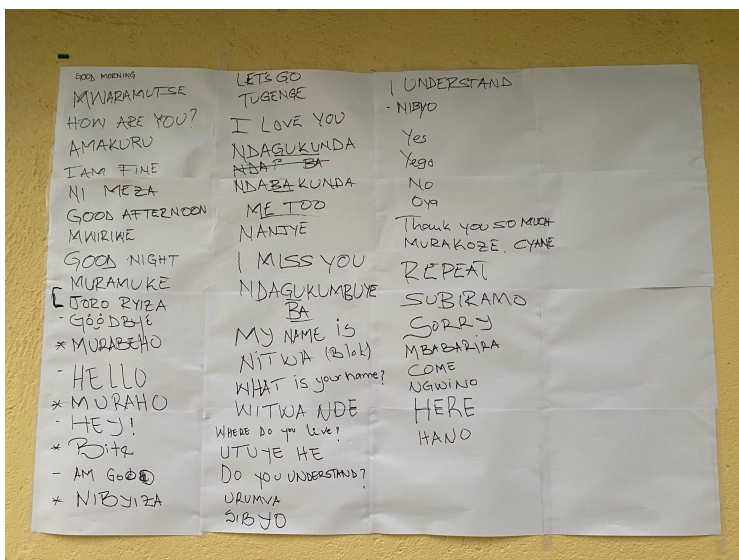 GOOD MORNING
MWARAMUTSE
HOW ARE YOU?
AMAKURU
I AM FINE
NI MEZA
GOOD AFTERNOON
MWIRIWE
GOOD NIGHT
MURAMUKE
[ JORO RYIZA
- GOODBYE
* MURABEHO
- HELLO
* MURAHO
- HEY!
* Bite
- AM GOOD
* NIBYIZA
LET'S GO
TUGENGE
I LOVE YOU
NDAGUKUNDA
NDABAKUNDA
ME TOO
NANJYE
I MISS YOU
NDAGUKUMBUYE
BA
MY NAME IS
NITWA (Blok)
WHAT is your name?
WITWA NDE
WHERE DO you live?
UTUYE HE
DO you UNDERSTAND?
URUMVA
SIBYO
I UNDERSTAND
- NIBYO
Yes
Yego
No
Oya
Thank you SO MUCH
MURAKOZE CYANE
REPEAT
SUBIRAMO
SORRY
MBABARIRA
COME
NGWINO
HERE
HANO